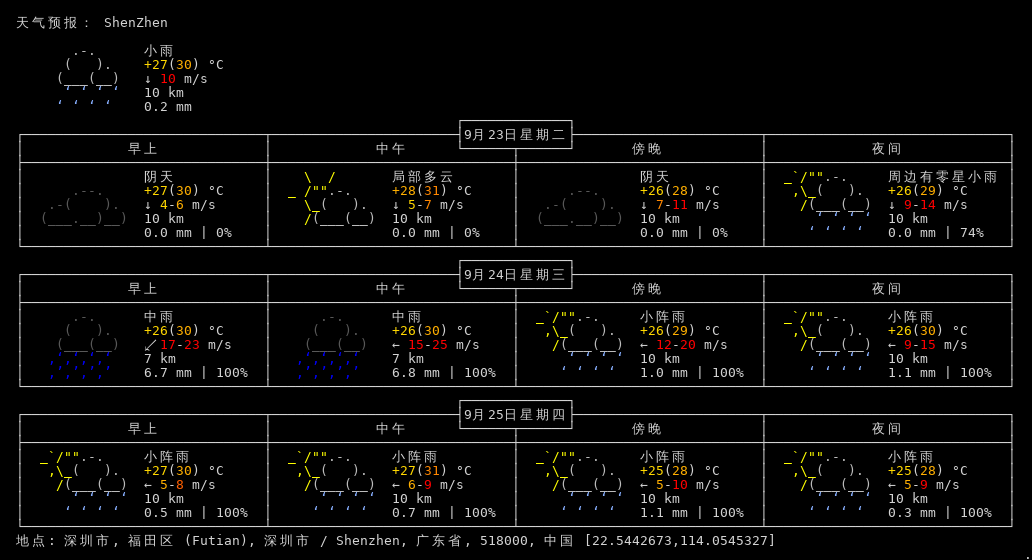 天气预报： ShenZhen
小雨
+27(30) °C
↓ 10 m/s
10 km
0.2 mm
9月23日星期二
早上 中午 傍晚 夜间
阴天 局部多云 阴天 周边有零星小雨
+27(30) °C +28(31) °C +26(28) °C +26(29) °C
↓ 4-6 m/s ↓ 5-7 m/s ↓ 7-11 m/s ↓ 9-14 m/s
10 km 10 km 10 km 10 km
0.0 mm | 0% 0.0 mm | 0% 0.0 mm | 0% 0.0 mm | 74%
9月24日星期三
早上 中午 傍晚 夜间
中雨 中雨 小阵雨 小阵雨
+26(30) °C +26(30) °C +26(29) °C +26(30) °C
↙ 17-23 m/s ← 15-25 m/s ← 12-20 m/s ← 9-15 m/s
7 km 7 km 10 km 10 km
6.7 mm | 100% 6.8 mm | 100% 1.0 mm | 100% 1.1 mm | 100%
9月25日星期四
早上 中午 傍晚 夜间
小阵雨 小阵雨 小阵雨 小阵雨
+27(30) °C +27(31) °C +25(28) °C +25(28) °C
← 5-8 m/s ← 6-9 m/s ← 5-10 m/s ← 5-9 m/s
10 km 10 km 10 km 10 km
0.5 mm | 100% 0.7 mm | 100% 1.1 mm | 100% 0.3 mm | 100%
地点: 深圳市, 福田区 (Futian), 深圳市 / Shenzhen, 广东省, 518000, 中国 [22.5442673,114.0545327]